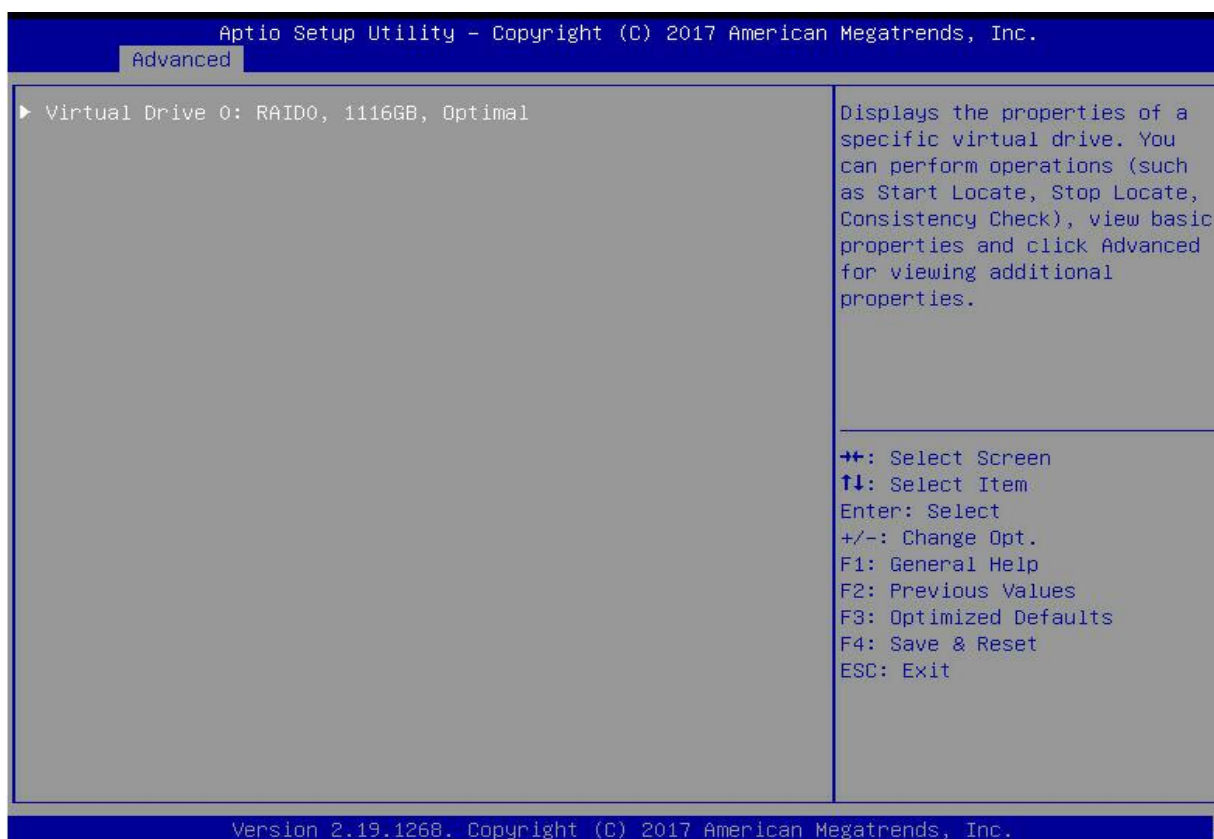 Aptio Setup Utility – Copyright (C) 2017 American Megatrends, Inc.
Advanced
▶ Virtual Drive 0: RAID0, 1116GB, Optimal
Displays the properties of a
specific virtual drive. You
can perform operations (such
as Start Locate, Stop Locate,
Consistency Check), view basic
properties and click Advanced
for viewing additional
properties.
→←: Select Screen
↑↓: Select Item
Enter: Select
+/-: Change Opt.
F1: General Help
F2: Previous Values
F3: Optimized Defaults
F4: Save & Reset
ESC: Exit
Version 2.19.1268. Copyright (C) 2017 American Megatrends, Inc.